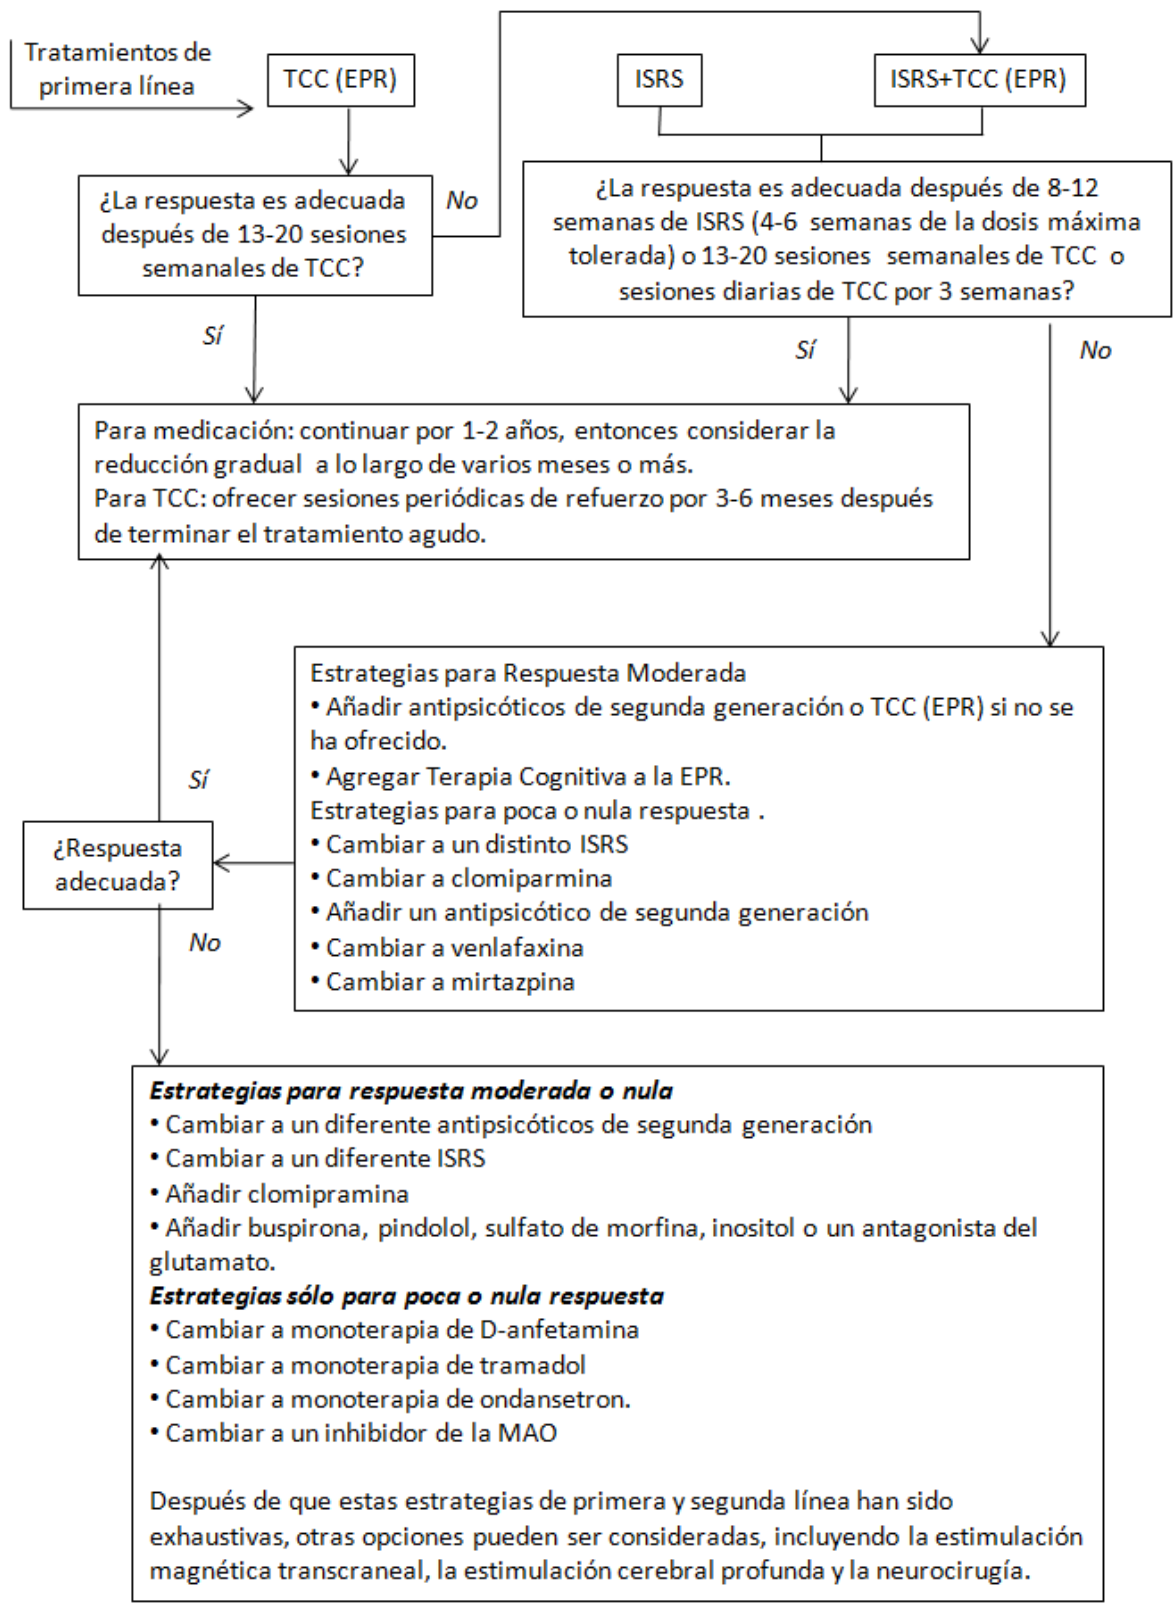 Tratamientos de
primera línea
TCC (EPR)
ISRS
ISRS+TCC (EPR)
¿La respuesta es adecuada
después de 13-20 sesiones
semanales de TCC?
No
¿La respuesta es adecuada después de 8-12
semanas de ISRS (4-6 semanas de la dosis máxima
tolerada) o 13-20 sesiones semanales de TCC o
sesiones diarias de TCC por 3 semanas?
Sí
Sí
No
Para medicación: continuar por 1-2 años, entonces considerar la
reducción gradual a lo largo de varios meses o más.
Para TCC: ofrecer sesiones periódicas de refuerzo por 3-6 meses después
de terminar el tratamiento agudo.
Estrategias para Respuesta Moderada
• Añadir antipsicóticos de segunda generación o TCC (EPR) si no se
ha ofrecido.
• Agregar Terapia Cognitiva a la EPR.
Estrategias para poca o nula respuesta .
• Cambiar a un distinto ISRS
• Cambiar a clomiparmina
• Añadir un antipsicótico de segunda generación
• Cambiar a venlafaxina
• Cambiar a mirtazpina
Sí
¿Respuesta
adecuada?
No
Estrategias para respuesta moderada o nula
• Cambiar a un diferente antipsicóticos de segunda generación
• Cambiar a un diferente ISRS
• Añadir clomipramina
• Añadir buspirona, pindolol, sulfato de morfina, inositol o un antagonista del
glutamato.
Estrategias sólo para poca o nula respuesta
• Cambiar a monoterapia de D-anfetamina
• Cambiar a monoterapia de tramadol
• Cambiar a monoterapia de ondansetron.
• Cambiar a un inhibidor de la MAO
Después de que estas estrategias de primera y segunda línea han sido
exhaustivas, otras opciones pueden ser consideradas, incluyendo la estimulación
magnética transcraneal, la estimulación cerebral profunda y la neurocirugía.